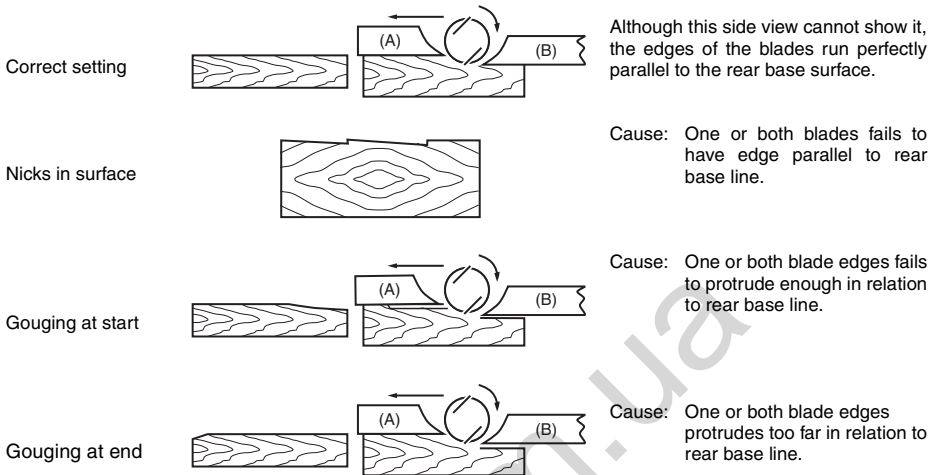 Correct setting
(A)
(B)
Although this side view cannot show it,
the edges of the blades run perfectly
parallel to the rear base surface.
Nicks in surface
Cause: One or both blades fails to
have edge parallel to rear
base line.
Gouging at start
(A)
(B)
Cause: One or both blade edges fails
to protrude enough in relation
to rear base line.
Gouging at end
(A)
(B)
Cause: One or both blade edges
protrudes too far in relation to
rear base line.
m.ua